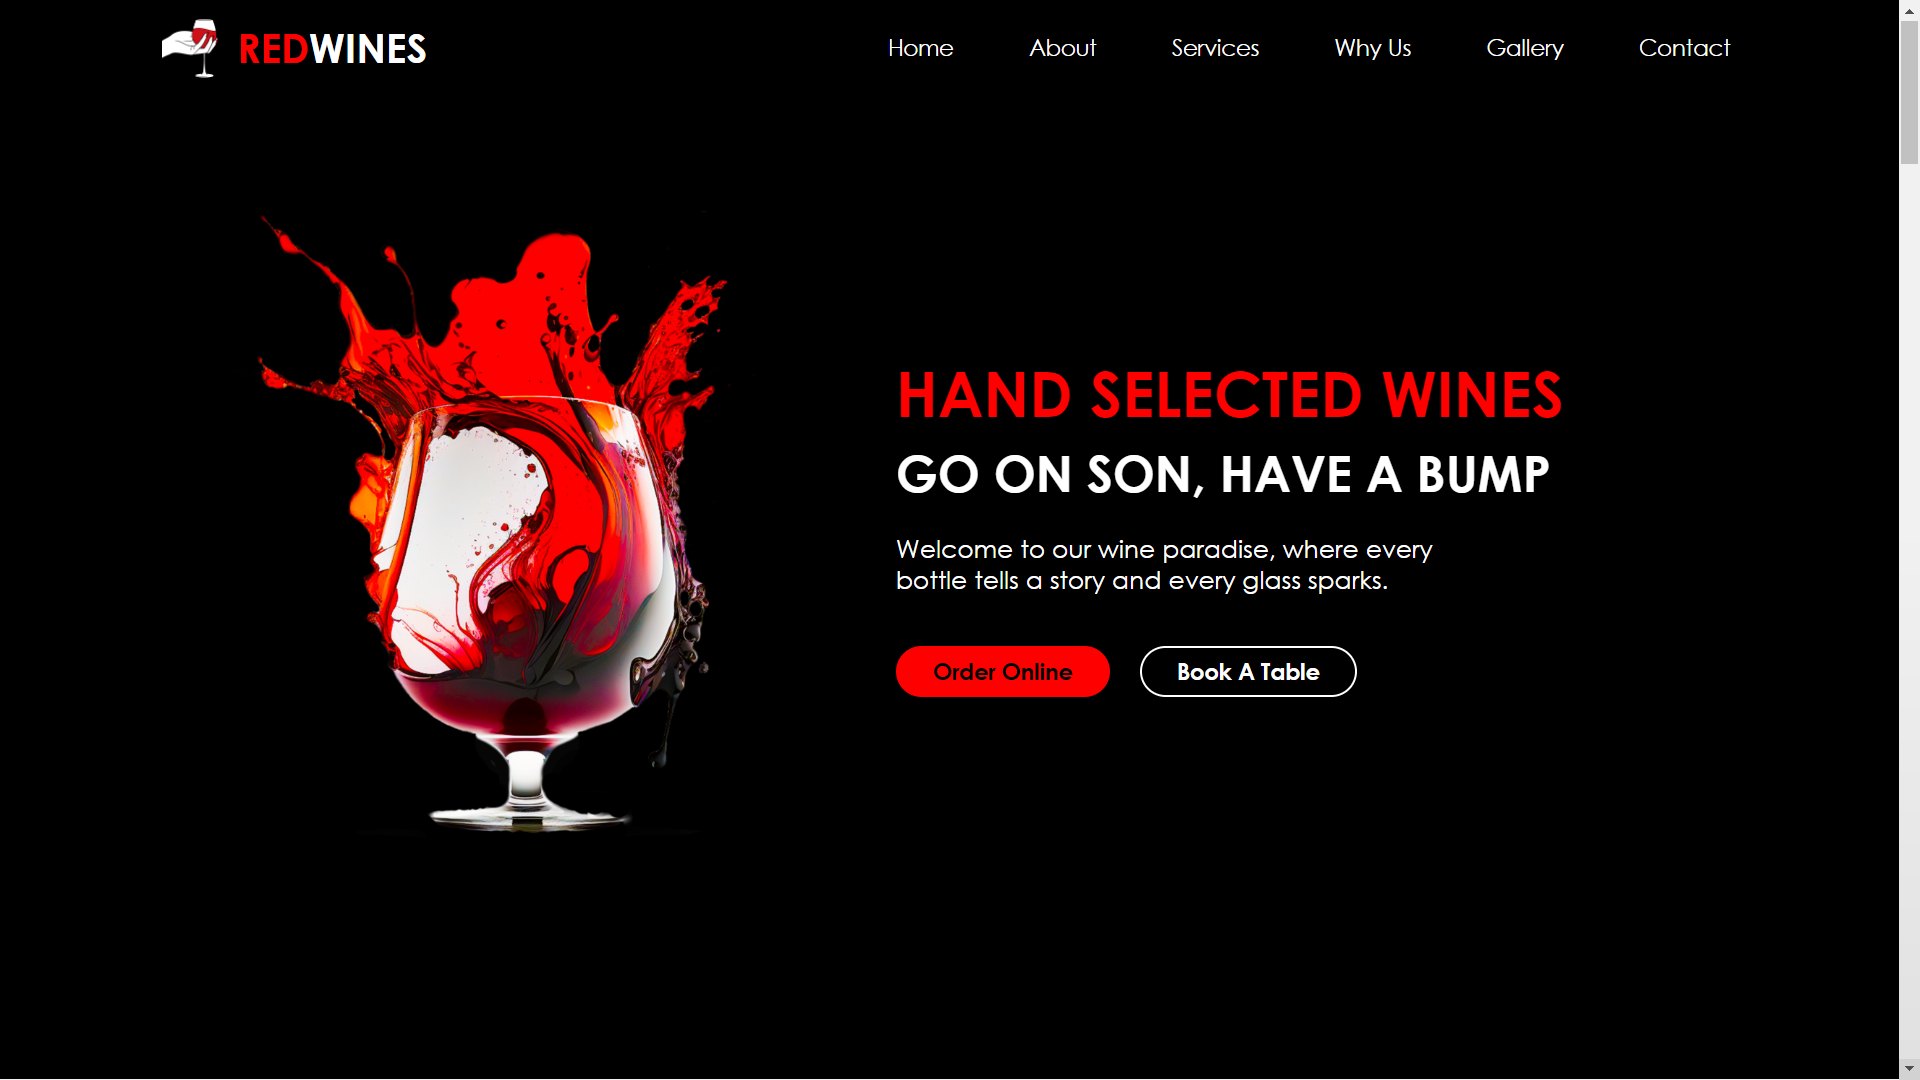 REDWINES
Home About Services Why Us Gallery Contact
HAND SELECTED WINES
GO ON SON, HAVE A BUMP
Welcome to our wine paradise, where every
bottle tells a story and every glass sparks.
Order Online Book A Table